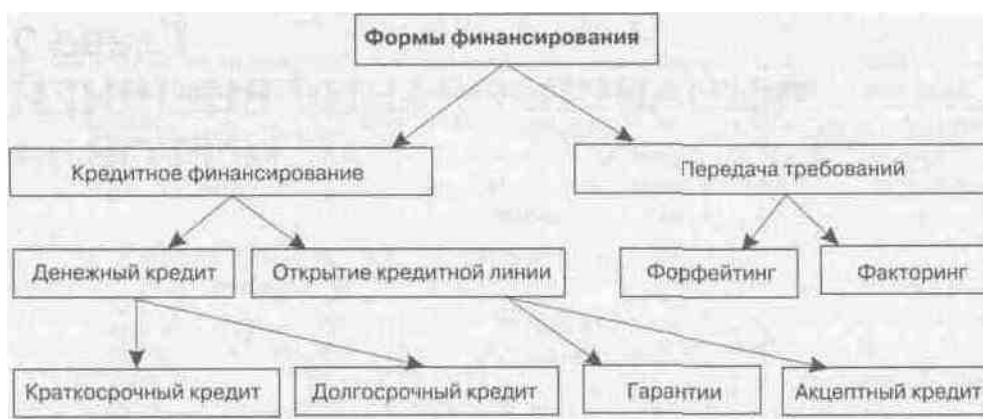 Формы финансирования
Кредитное финансирование
Передача требований
Денежный кредит
Открытие кредитной линии
Форфейтинг
Факторинг
Краткосрочный кредит
Долгосрочный кредит
Гарантии
Акцептный кредит